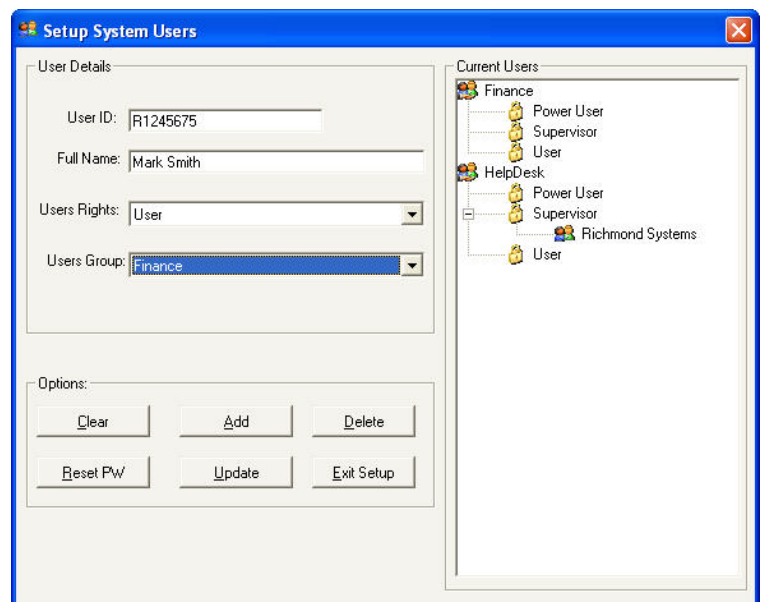 Setup System Users
User Details
User ID: R1245675
Full Name: Mark Smith
Users Rights: User
Users Group: Finance
Options:
Clear Add Delete
Reset PW Update Exit Setup
Current Users
Finance
Power User
Supervisor
User
HelpDesk
Power User
Supervisor
Richmond Systems
User